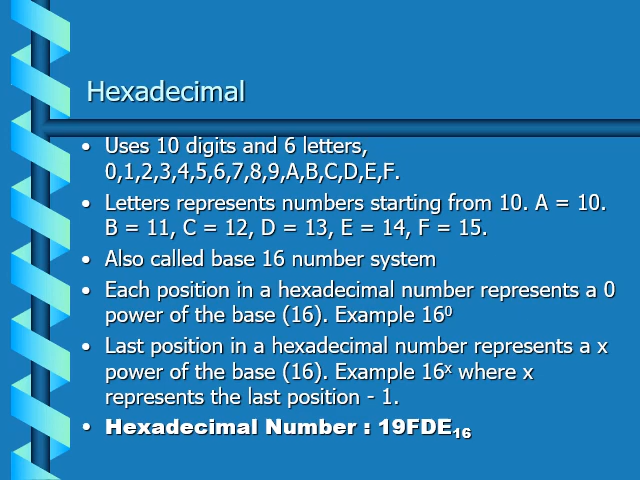 Hexadecimal
• Uses 10 digits and 6 letters,
0,1,2,3,4,5,6,7,8,9,A,B,C,D,E,F.
• Letters represents numbers starting from 10. A = 10.
B = 11, C = 12, D = 13, E = 14, F = 15.
• Also called base 16 number system
• Each position in a hexadecimal number represents a 0
power of the base (16). Example 16⁰
• Last position in a hexadecimal number represents a x
power of the base (16). Example 16ˣ where x
represents the last position - 1.
• Hexadecimal Number : 19FDE₁₆